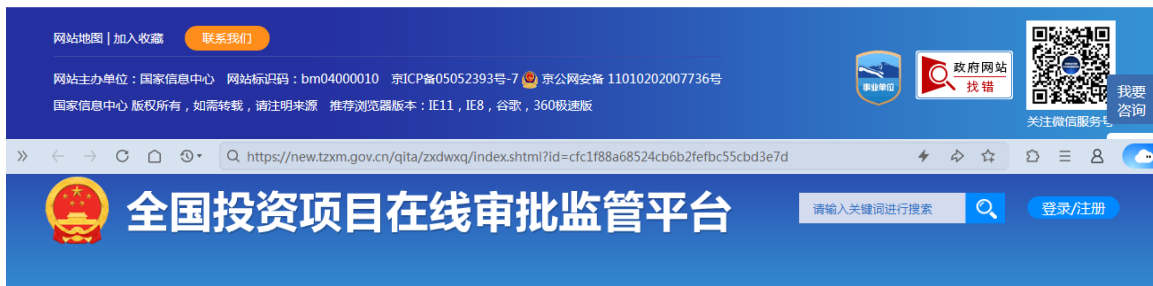 网站地图 | 加入收藏 联系我们
网站主办单位：国家信息中心 网站标识码：bm04000010 京ICP备05052393号-7 京公网安备 11010202007736号
国家信息中心 版权所有，如需转载，请注明来源 推荐浏览器版本：IE11，IE8，谷歌，360极速版
事业单位
政府网站
找错
关注微信服务号
我要
咨询
https://new.tzxm.gov.cn/qita/zxdwxq/index.shtml?id=cfc1f88a68524cb6b2fefbc55cbd3e7d
全国投资项目在线审批监管平台
请输入关键词进行搜索
登录/注册